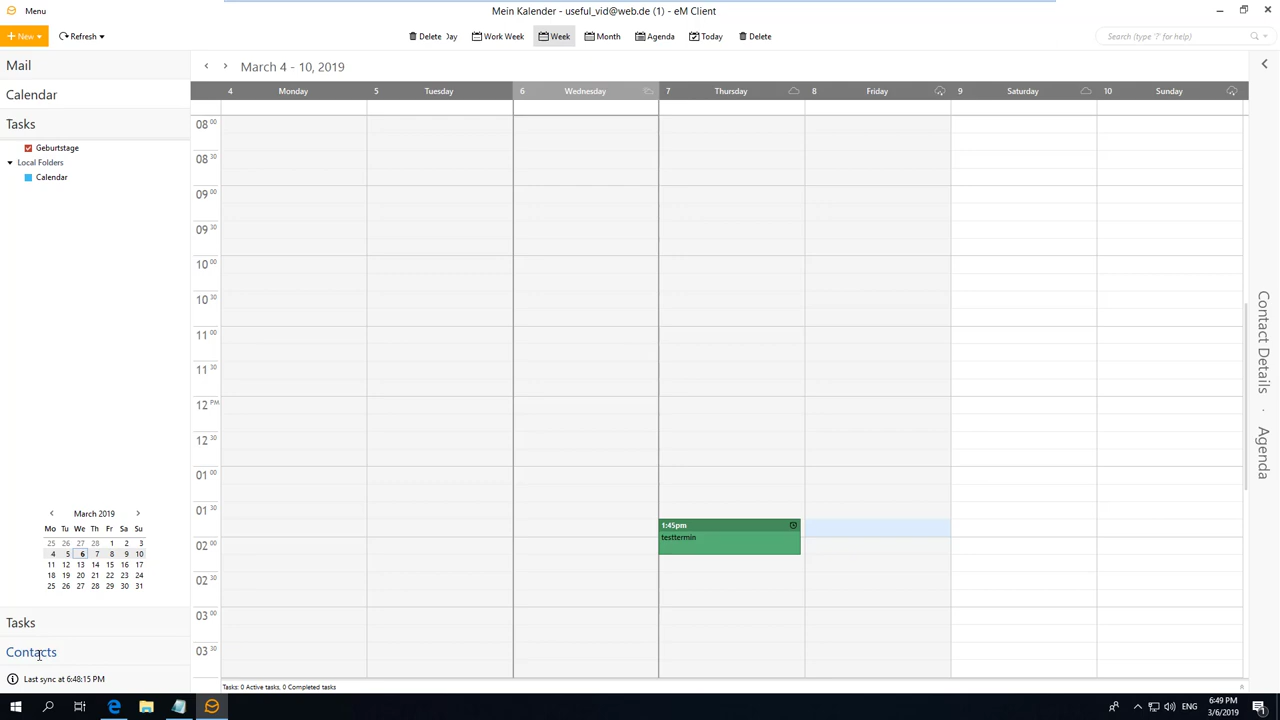 Menu
Mein Kalender - useful_vid@web.de (1) - eM Client
New
Refresh
Delete
Day
Work Week
Week
Month
Agenda
Today
Delete
Search (type '?' for help)
Mail
Calendar
Tasks
Geburtstage
Local Folders
Calendar
March 4 - 10, 2019
4 Monday
5 Tuesday
6 Wednesday
7 Thursday
8 Friday
9 Saturday
10 Sunday
08 00
08 30
09 00
09 30
10 00
10 30
11 00
11 30
12 PM
12 30
01 00
01 30
02 00
02 30
03 00
03 30
1:45pm
testtermin
Contact Details · Agenda
March 2019
Mo Tu We Th Fr Sa Su
25 26 27 28 1 2 3
4 5 6 7 8 9 10
11 12 13 14 15 16 17
18 19 20 21 22 23 24
25 26 27 28 29 30 31
Tasks
Contacts
Last sync at 6:48:15 PM
Tasks: 0 Active tasks, 0 Completed tasks
ENG
6:49 PM
3/6/2019
1